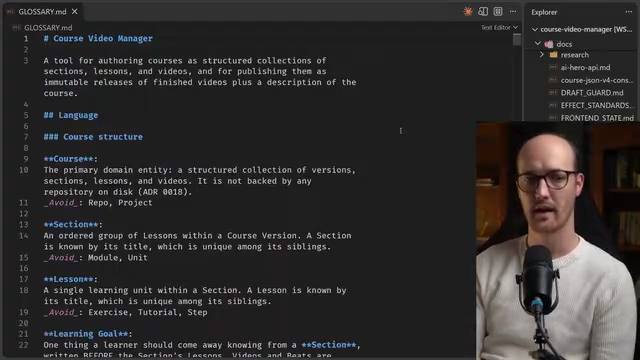 GLOSSARY.md
Explorer
GLOSSARY.md
Text Editor
course-video-manager [WS
docs
research
ai-hero-api.md
course-json-v4-cons
DRAFT_GUARD.md
EFFECT_STANDARDS
FRONTEND_STATE.md
1 # Course Video Manager
2
3 A tool for authoring courses as structured collections of
sections, lessons, and videos, and for publishing them as
immutable releases of finished videos plus a description of the
course.
4
5 ## Language
6
7 ### Course structure
8
9 **Course**:
10 The primary domain entity: a structured collection of versions,
sections, lessons, and videos. It is not backed by any
repository on disk (ADR 0018).
11 _Avoid_: Repo, Project
12
13 **Section**:
14 An ordered group of Lessons within a Course Version. A Section
is known by its title, which is unique among its siblings.
15 _Avoid_: Module, Unit
16
17 **Lesson**:
18 A single learning unit within a Section. A Lesson is known by
its title, which is unique among its siblings.
19 _Avoid_: Exercise, Tutorial, Step
20
21 **Learning Goal**:
22 One thing a learner should come away knowing from a **Section**,
written BEFORE the Section's Lessons, Videos and Beats are